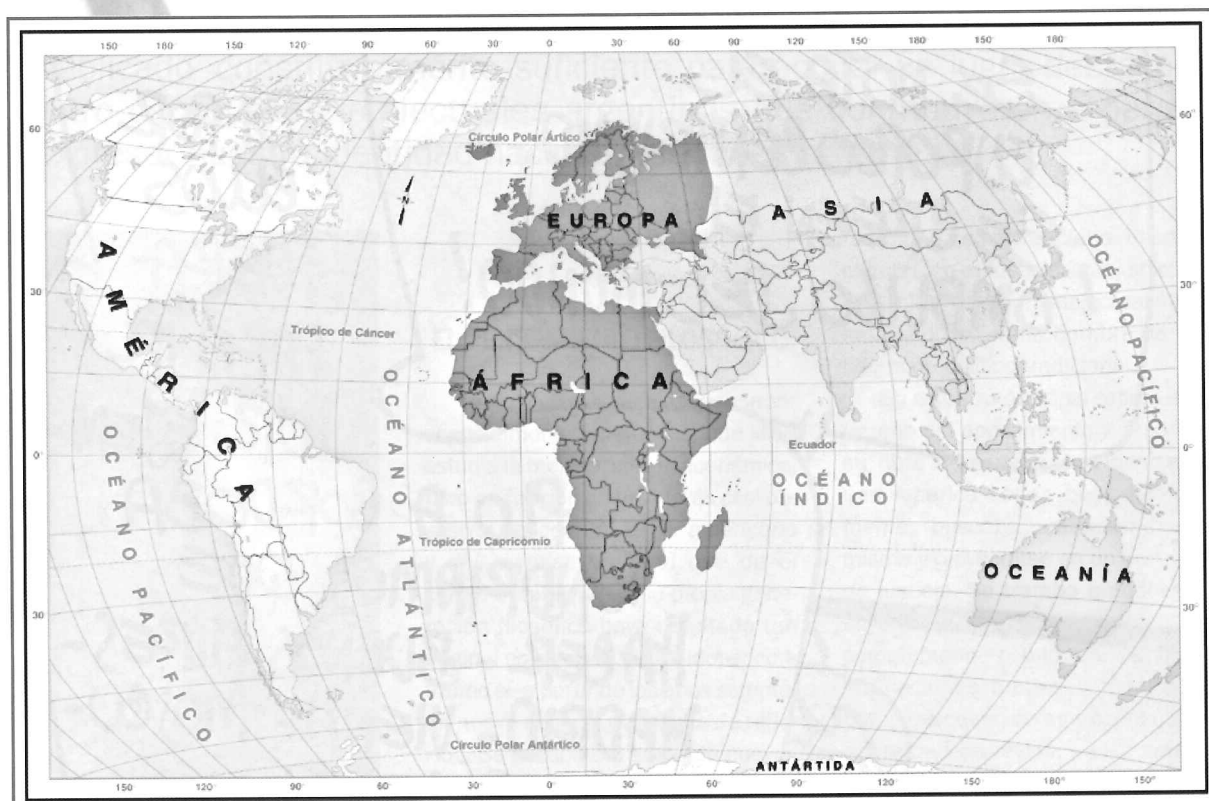 150· 180· 150· 120· 90· 60· 30· 0 30· 60· 90 120· 150· 180· 150·
60
60°
Círculo Polar Ártico
N
EUROPA
ASIA
AMÉRICA
OCÉANO PACÍFICO
30
30°
Trópico de Cáncer
ÁFRICA
OCÉANO PACÍFICO
OCÉANO ATLÁNTICO
Ecuador
0°
0°
OCÉANO
ÍNDICO
Trópico de Capricornio
OCEANÍA
30
30°
Círculo Polar Antártico
ANTÁRTIDA
150 120· 90· 60 30· 0 30· 60 90· 120· 150· 180° 150°